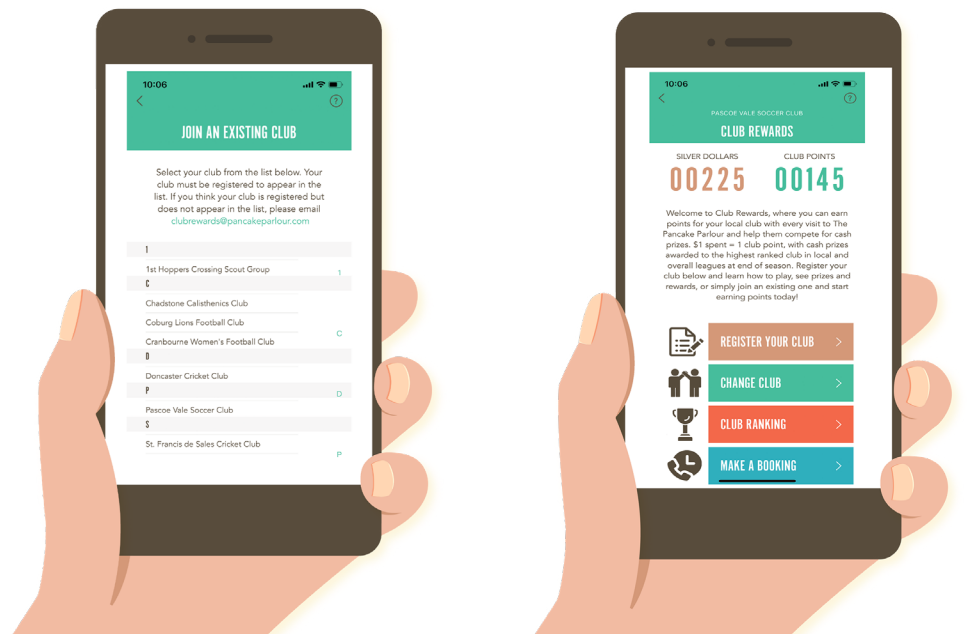 10:06
?
JOIN AN EXISTING CLUB
Select your club from the list below. Your
club must be registered to appear in the
list. If you think your club is registered but
does not appear in the list, please email
clubrewards@pancakeparlour.com
1
1st Hoppers Crossing Scout Group
1
C
Chadstone Calisthenics Club
Coburg Lions Football Club
C
Cranbourne Women's Football Club
D
Doncaster Cricket Club
P
D
Pascoe Vale Soccer Club
S
St. Francis de Sales Cricket Club
P
10:06
?
PASCOE VALE SOCCER CLUB
CLUB REWARDS
SILVER DOLLARS CLUB POINTS
00225 00145
Welcome to Club Rewards, where you can earn
points for your local club with every visit to The
Pancake Parlour and help them compete for cash
prizes. $1 spent = 1 club point, with cash prizes
awarded to the highest ranked club in local and
overall leagues at end of season. Register your
club below and learn how to play, see prizes and
rewards, or simply join an existing one and start
earning points today!
REGISTER YOUR CLUB
CHANGE CLUB
CLUB RANKING
MAKE A BOOKING